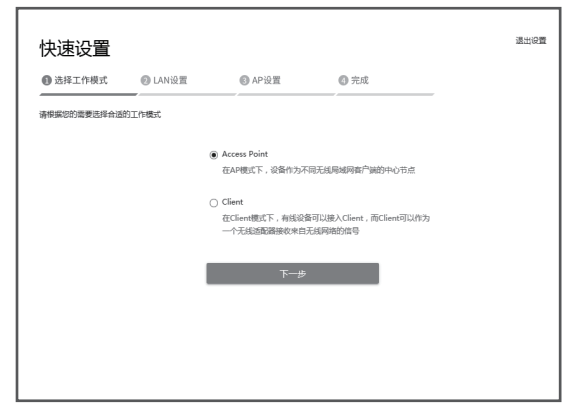 快速设置
退出设置
1 选择工作模式 2 LAN设置 3 AP设置 4 完成
请根据您的需要选择合适的工作模式
Access Point
在AP模式下，设备作为不同无线局域网客户端的中心节点
Client
在Client模式下，有线设备可以接入Client，而Client可以作为
一个无线适配器接收来自无线网络的信号
下一步